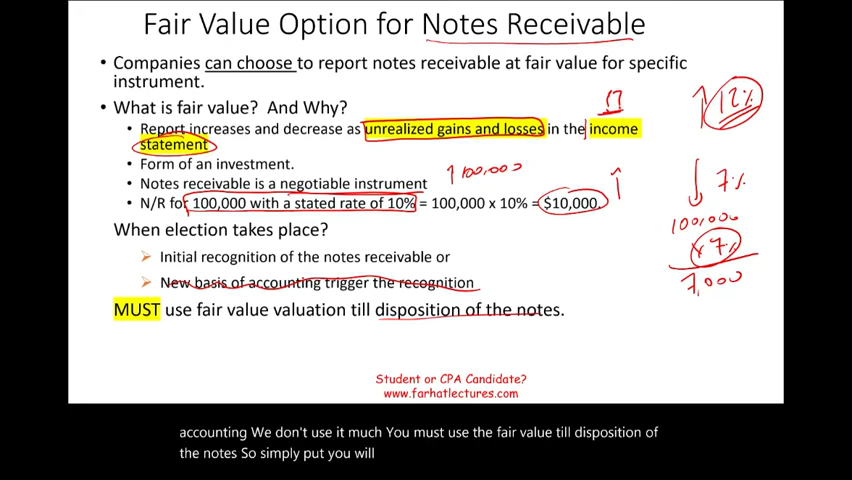 Fair Value Option for Notes Receivable
• Companies can choose to report notes receivable at fair value for specific
instrument.
• What is fair value? And Why?
• Report increases and decrease as unrealized gains and losses in the income
statement
• Form of an investment.
• Notes receivable is a negotiable instrument
• N/R for 100,000 with a stated rate of 10% = 100,000 x 10% = $10,000.
When election takes place?
Initial recognition of the notes receivable or
New basis of accounting trigger the recognition
MUST use fair value valuation till disposition of the notes.
↑ 100,000
12%
7%
100,000
x 7%
7,000
Student or CPA Candidate?
www.farhatlectures.com
accounting We don't use it much You must use the fair value till disposition of
the notes So simply put you will